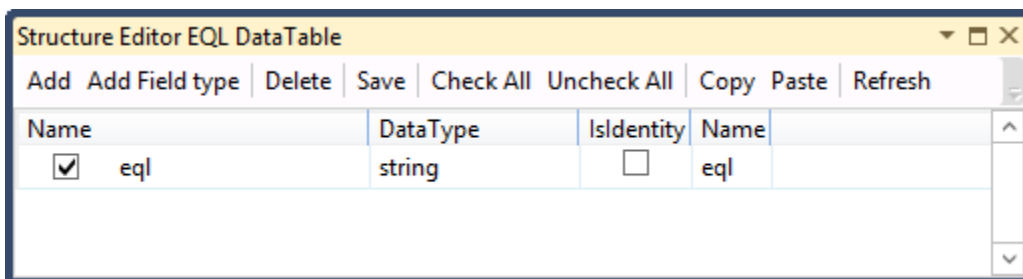 Structure Editor EQL DataTable
Add Add Field type Delete Save Check All Uncheck All Copy Paste Refresh
Name DataType IsIdentity Name
eql string eql